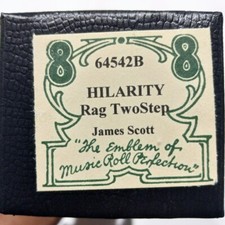 8 64542B 8
HILARITY
Rag TwoStep
James Scott
"The Emblem of
Music Roll Perfection"